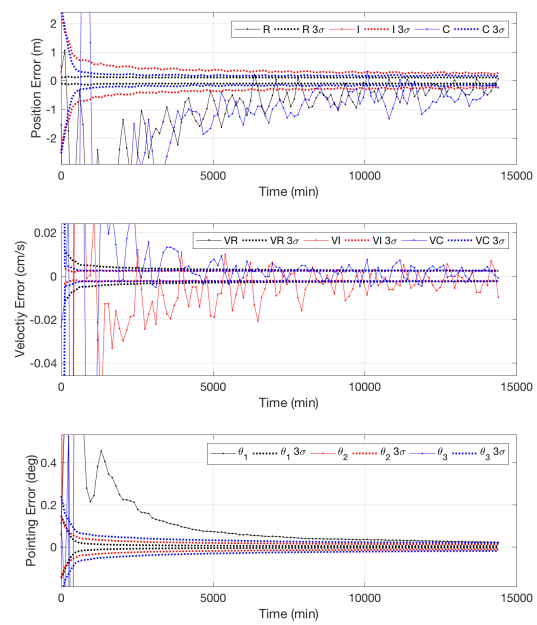 R R 3σ I I 3σ C C 3σ
Position Error (m)
2
1
0
-1
-2
0 5000 10000 15000
Time (min)
VR VR 3σ VI VI 3σ VC VC 3σ
Veloctiy Error (cm/s)
0.02
0
-0.02
-0.04
0 5000 10000 15000
Time (min)
θ1 θ1 3σ θ2 θ2 3σ θ3 θ3 3σ
Pointing Error (deg)
0.4
0.2
0
0 5000 10000 15000
Time (min)